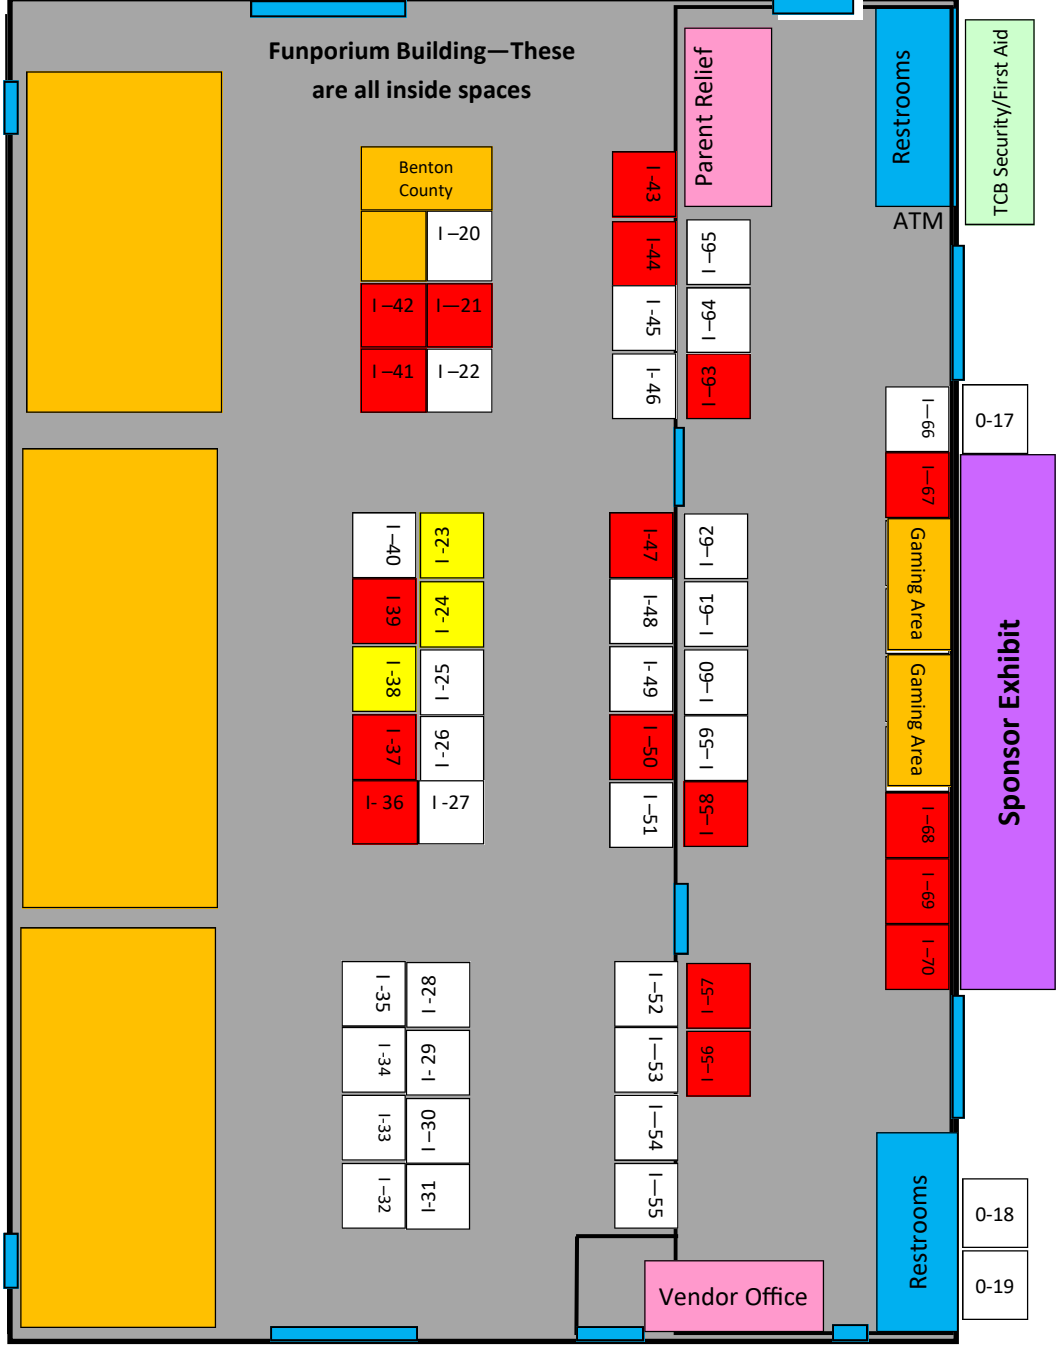 Funporium Building—These
are all inside spaces
Parent Relief
Restrooms
TCB Security/First Aid
ATM
Benton
County
I –20
I –42
I—21
I –41
I –22
I -43
I-44
I -45
I- 46
I –65
I –64
I –63
I—66
I—67
0-17
Gaming Area
Gaming Area
I –68
I –69
I –70
Sponsor Exhibit
I –40
I -23
I-39
I -24
I -38
I -25
I -37
I -26
I- 36
I -27
I -47
I-48
I- 49
I—50
I—51
I –62
I –61
I –60
I –59
I –58
I -35
I –28
I -34
I- 29
I-33
I—30
I –32
I-31
I—52
I—53
I—54
I—55
I –57
I –56
Restrooms
0-18
0-19
Vendor Office